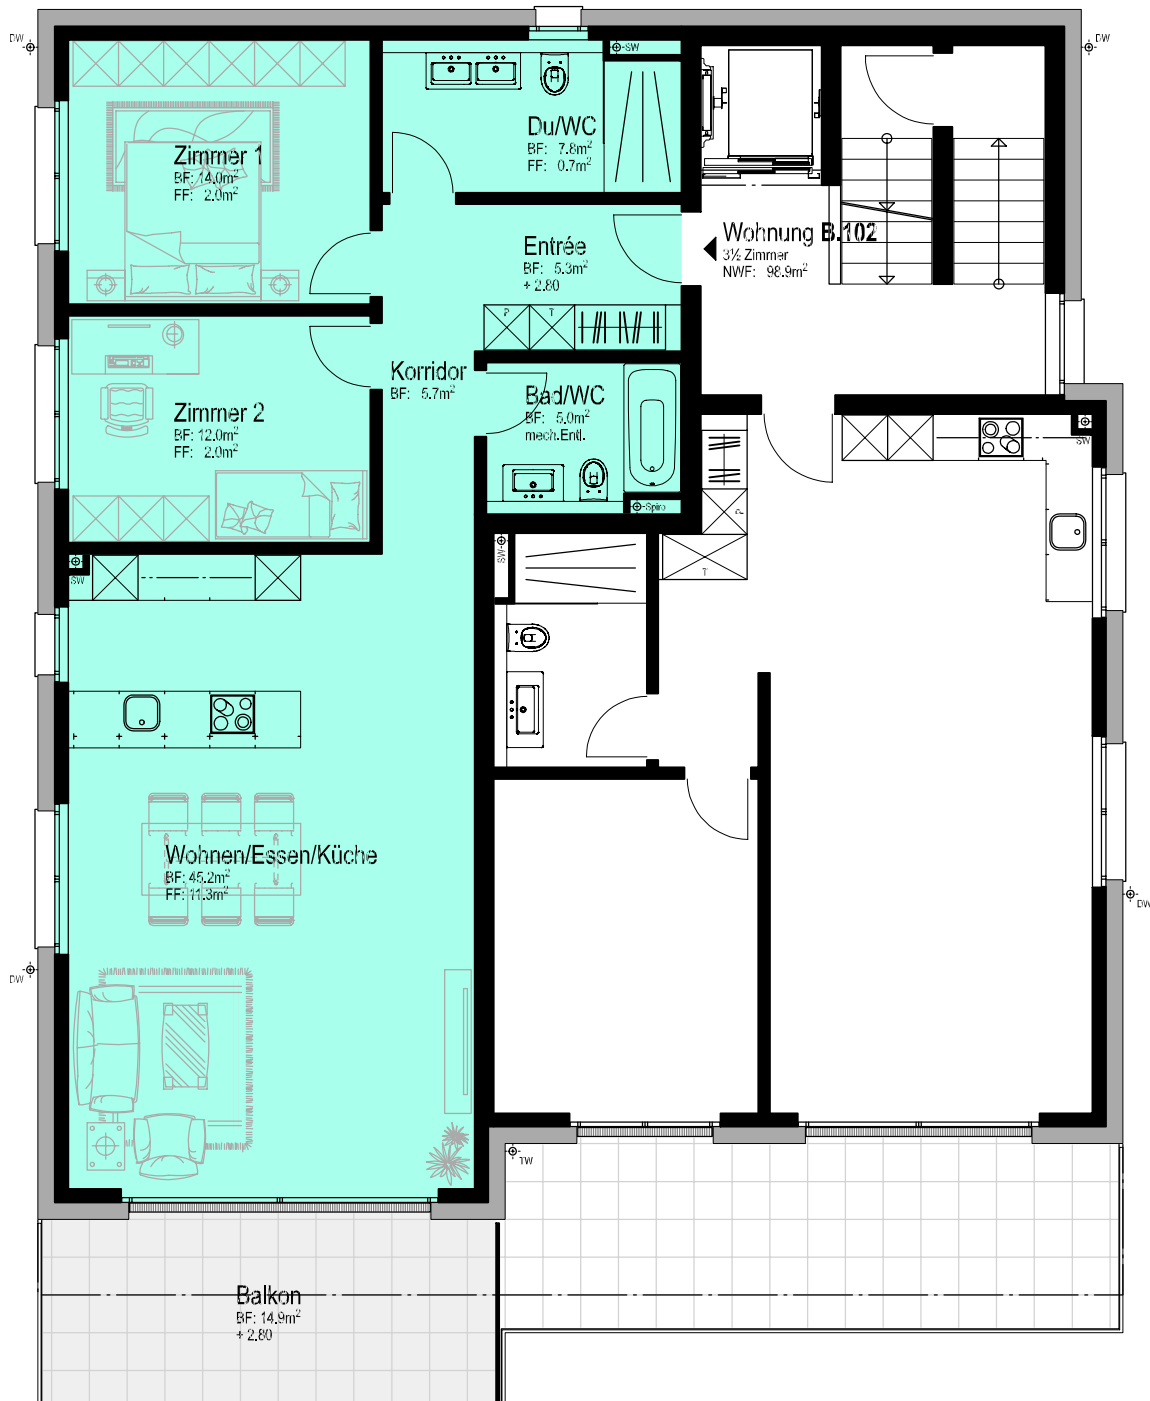 DW
DW
SW
Zimmer 1
BF: 14.0m²
FF: 2.0m²
Du/WC
BF: 7.8m²
FF: 0.7m²
Entrée
BF: 5.3m²
+ 2.80
Wohnung B.102
3½ Zimmer
NWF: 98.9m²
P
T
Korridor
BF: 5.7m²
Zimmer 2
BF: 12.0m²
FF: 2.0m²
Bad/WC
BF: 5.0m²
mech.Entl.
SW
Spiro
P
T
SW
SW
Wohnen/Essen/Küche
BF: 45.2m²
FF: 11.3m²
DW
DW
TW
Balkon
BF: 14.9m²
+ 2.80